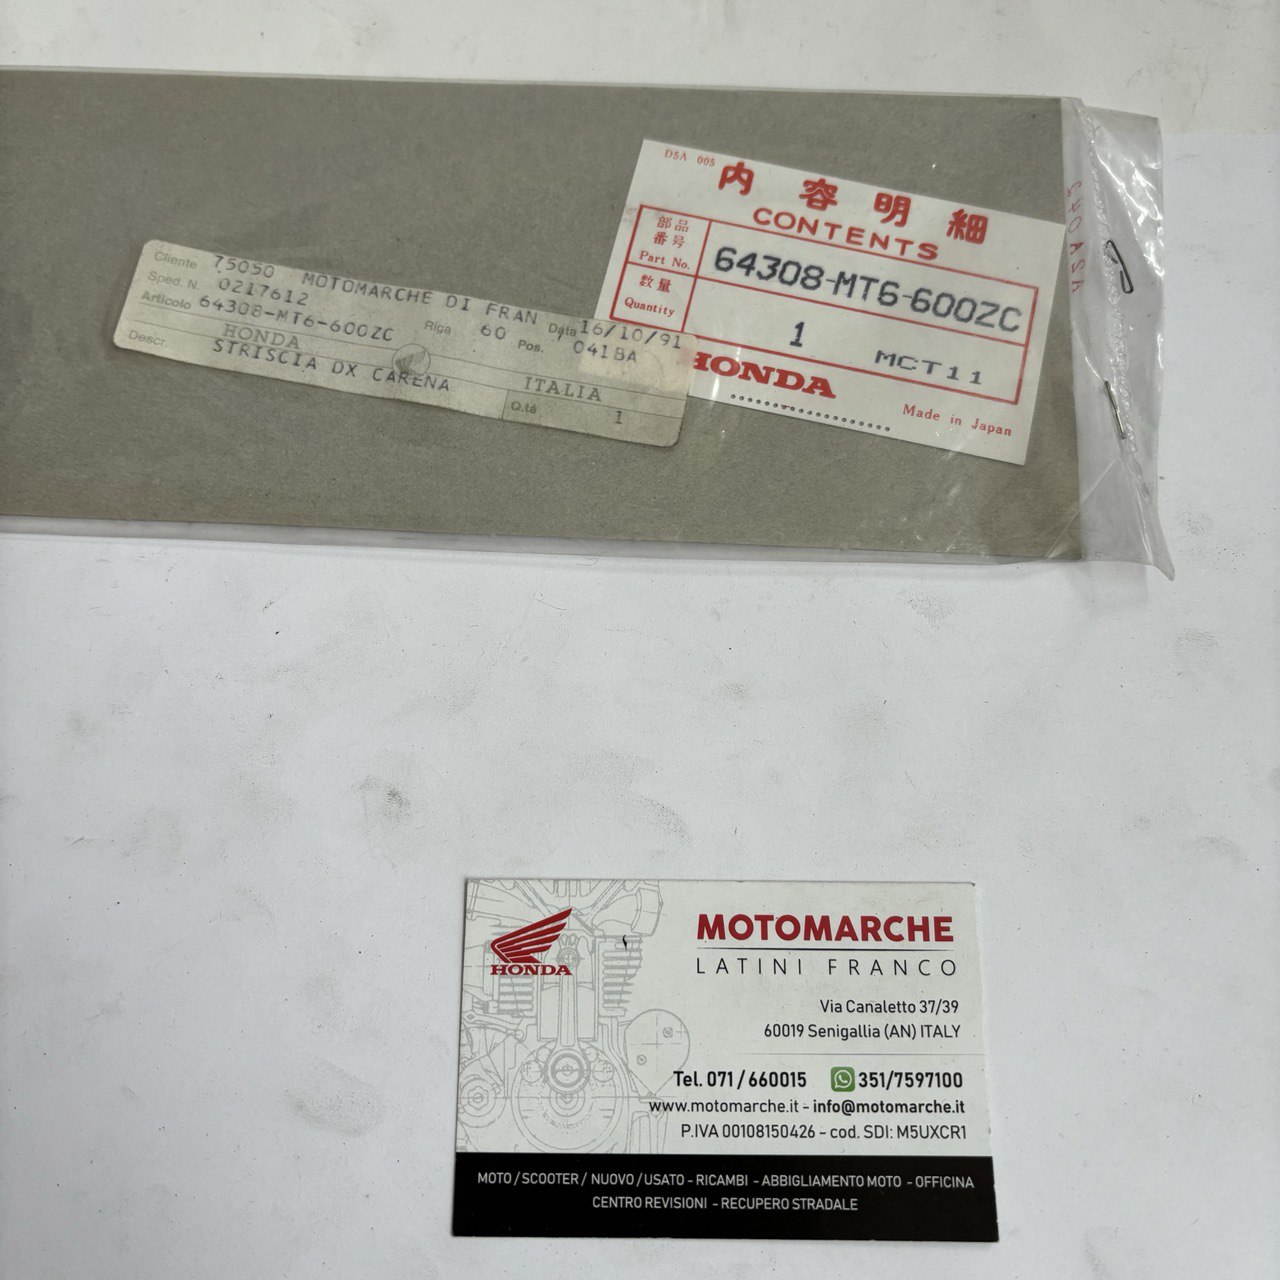 D5A 005
内容明細
CONTENTS
部品
番号
Part No.
64308-MT6-600ZC
数量
Quantity
1
MCT11
HONDA
Made in Japan
Cliente 75050 MOTOMARCHE DI FRAN
Sped. N. 0217612
Riga 60 Pos. 041BA
Data 16/10/91
Articolo 64308-MT6-600ZC
HONDA ITALIA
Descr. STRISCIA DX CARENA
Q.tà 1
HONDA
MOTOMARCHE
LATINI FRANCO
Via Canaletto 37/39
60019 Senigallia (AN) ITALY
Tel. 071/660015 351/7597100
www.motomarche.it - info@motomarche.it
P.IVA 00108150426 - cod. SDI: M5UXCR1
MOTO/SCOOTER/ NUOVO/USATO - RICAMBI - ABBIGLIAMENTO MOTO - OFFICINA
CENTRO REVISIONI - RECUPERO STRADALE